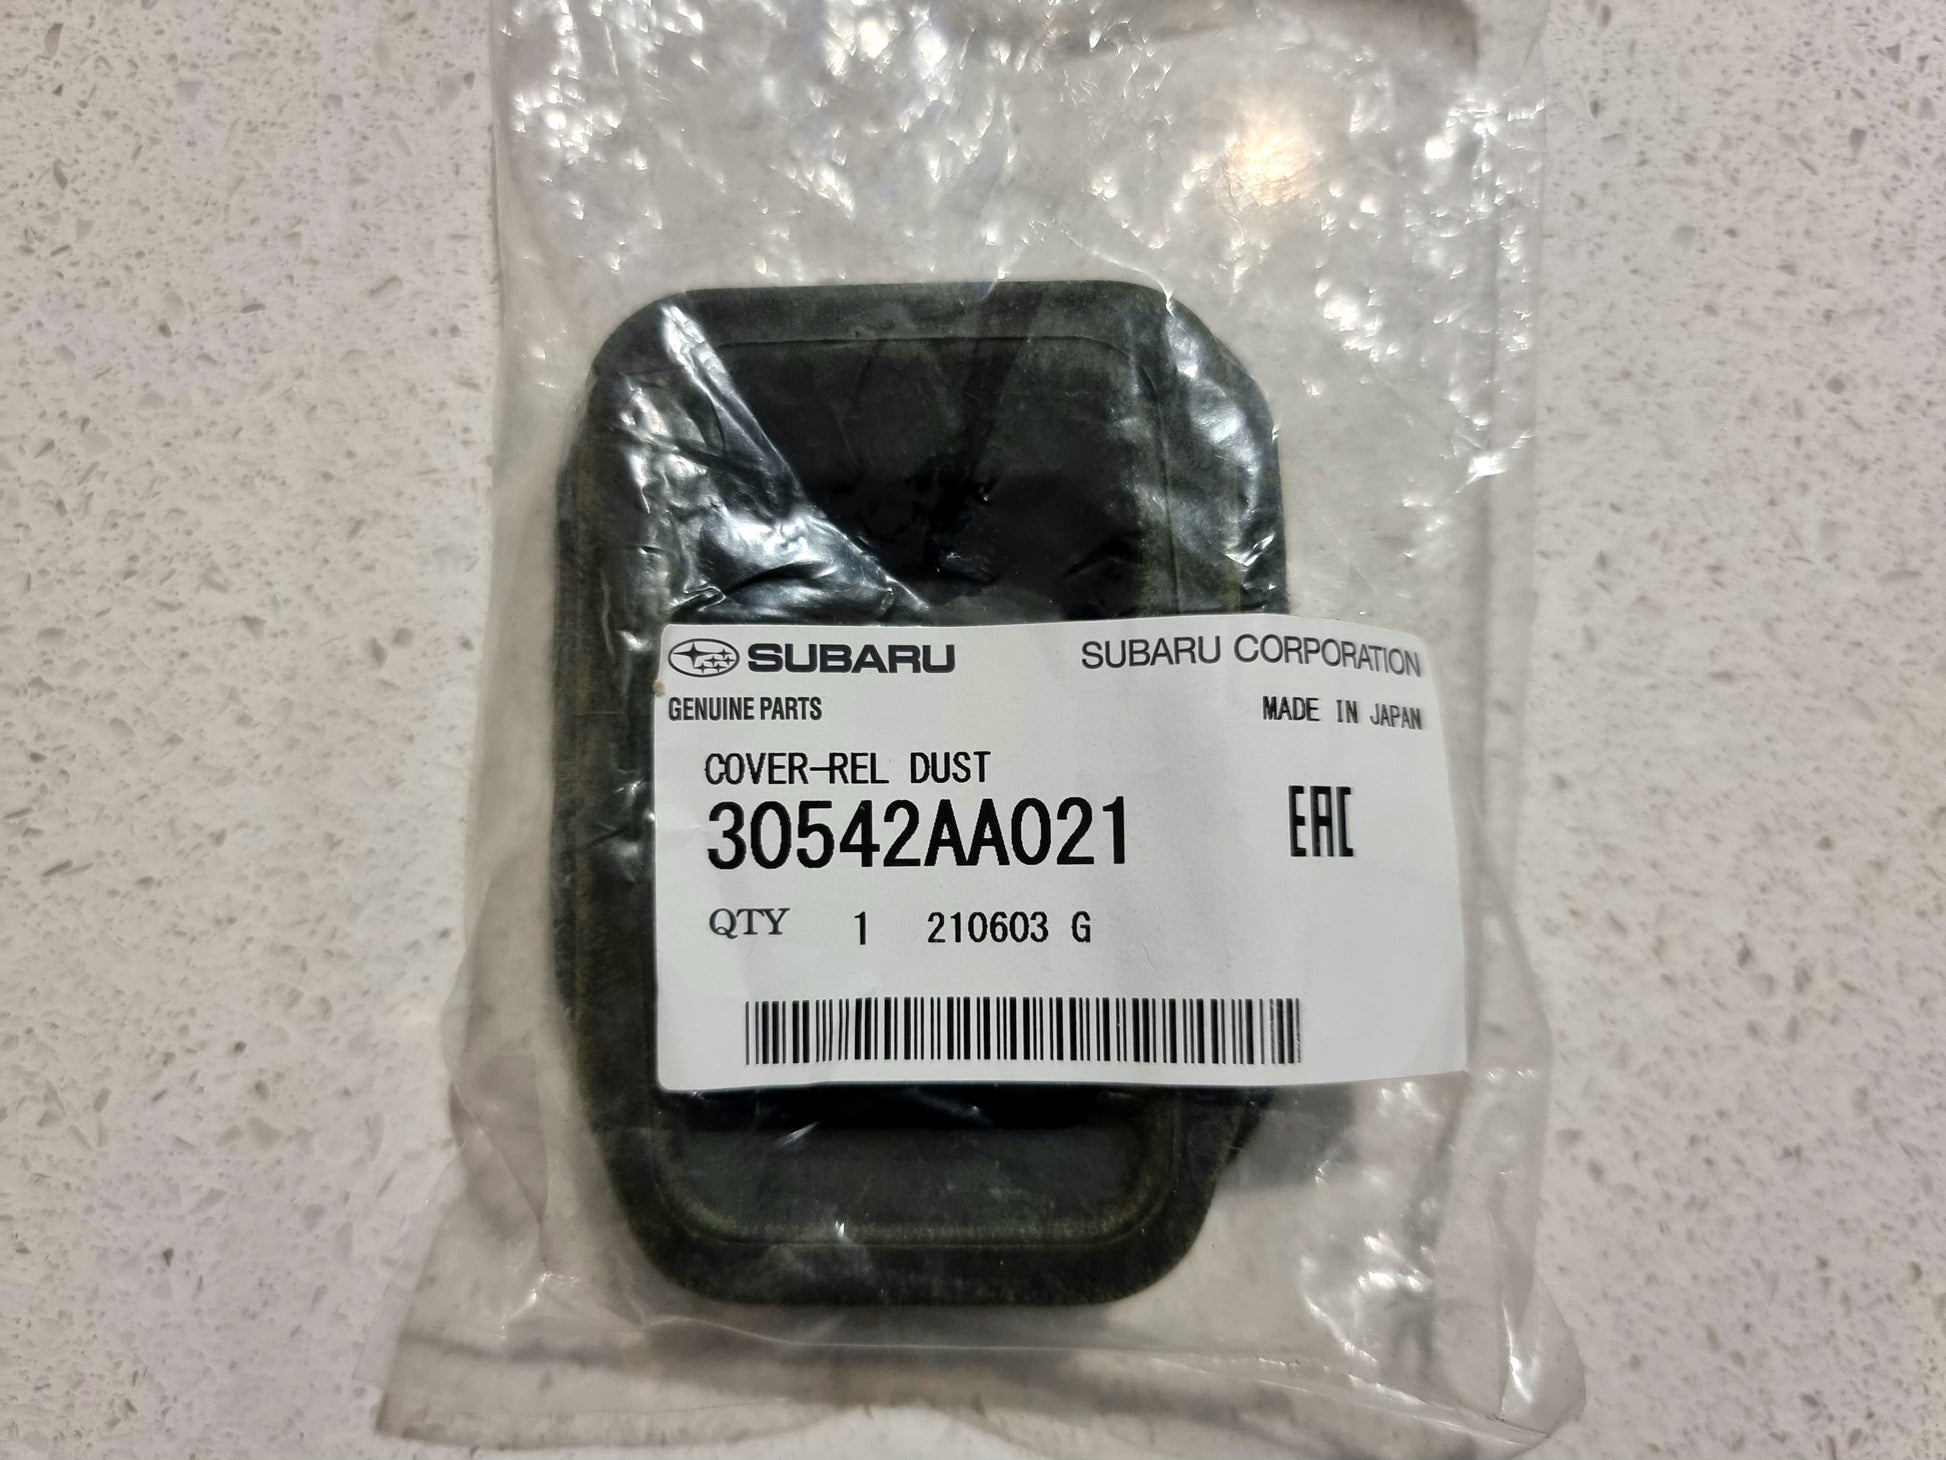 SUBARU SUBARU CORPORATION
GENUINE PARTS MADE IN JAPAN
COVER-REL DUST
30542AA021 EAC
QTY 1 210603 G